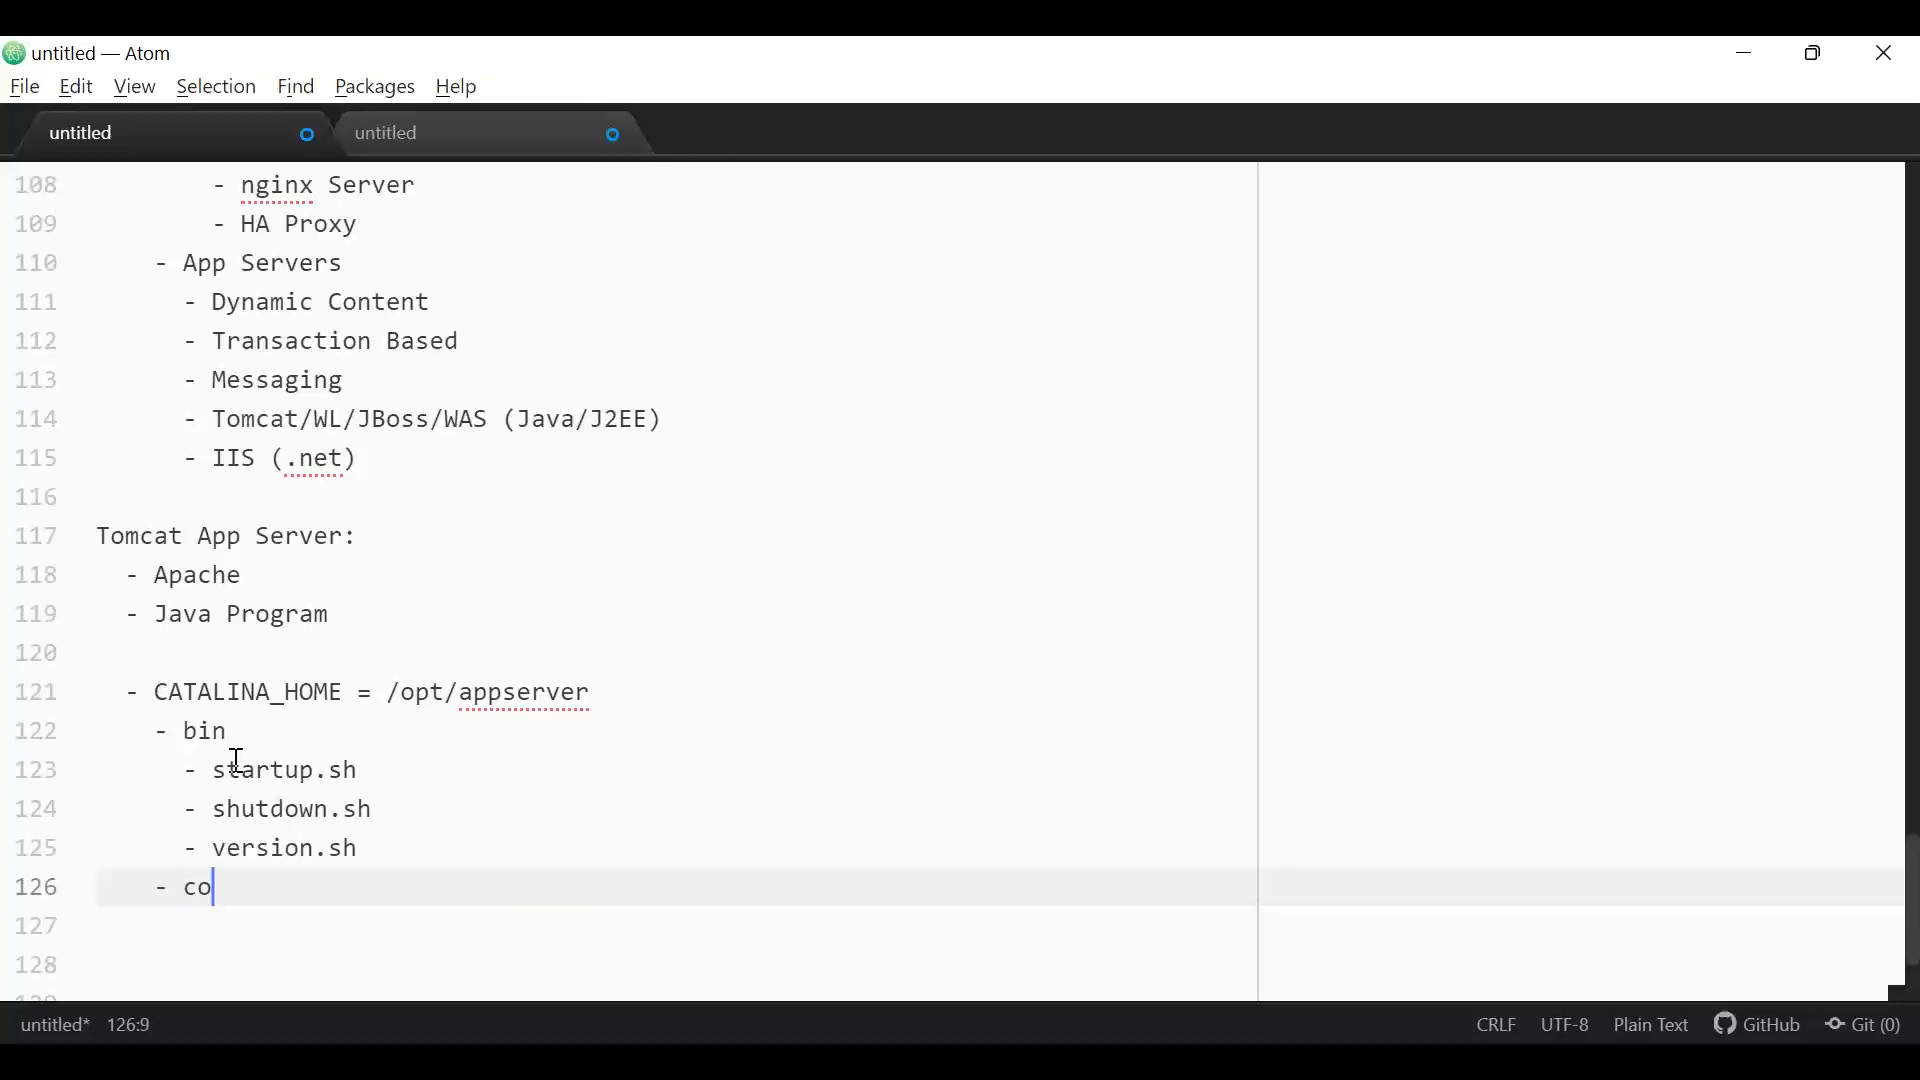 untitled — Atom
File Edit View Selection Find Packages Help
untitled untitled
108 - nginx Server
109 - HA Proxy
110 - App Servers
111 - Dynamic Content
112 - Transaction Based
113 - Messaging
114 - Tomcat/WL/JBoss/WAS (Java/J2EE)
115 - IIS (.net)
116
117 Tomcat App Server:
118 - Apache
119 - Java Program
120
121 - CATALINA_HOME = /opt/appserver
122 - bin
123 - startup.sh
124 - shutdown.sh
125 - version.sh
126 - co
127
128
129
untitled* 126:9 CRLF UTF-8 Plain Text GitHub Git (0)